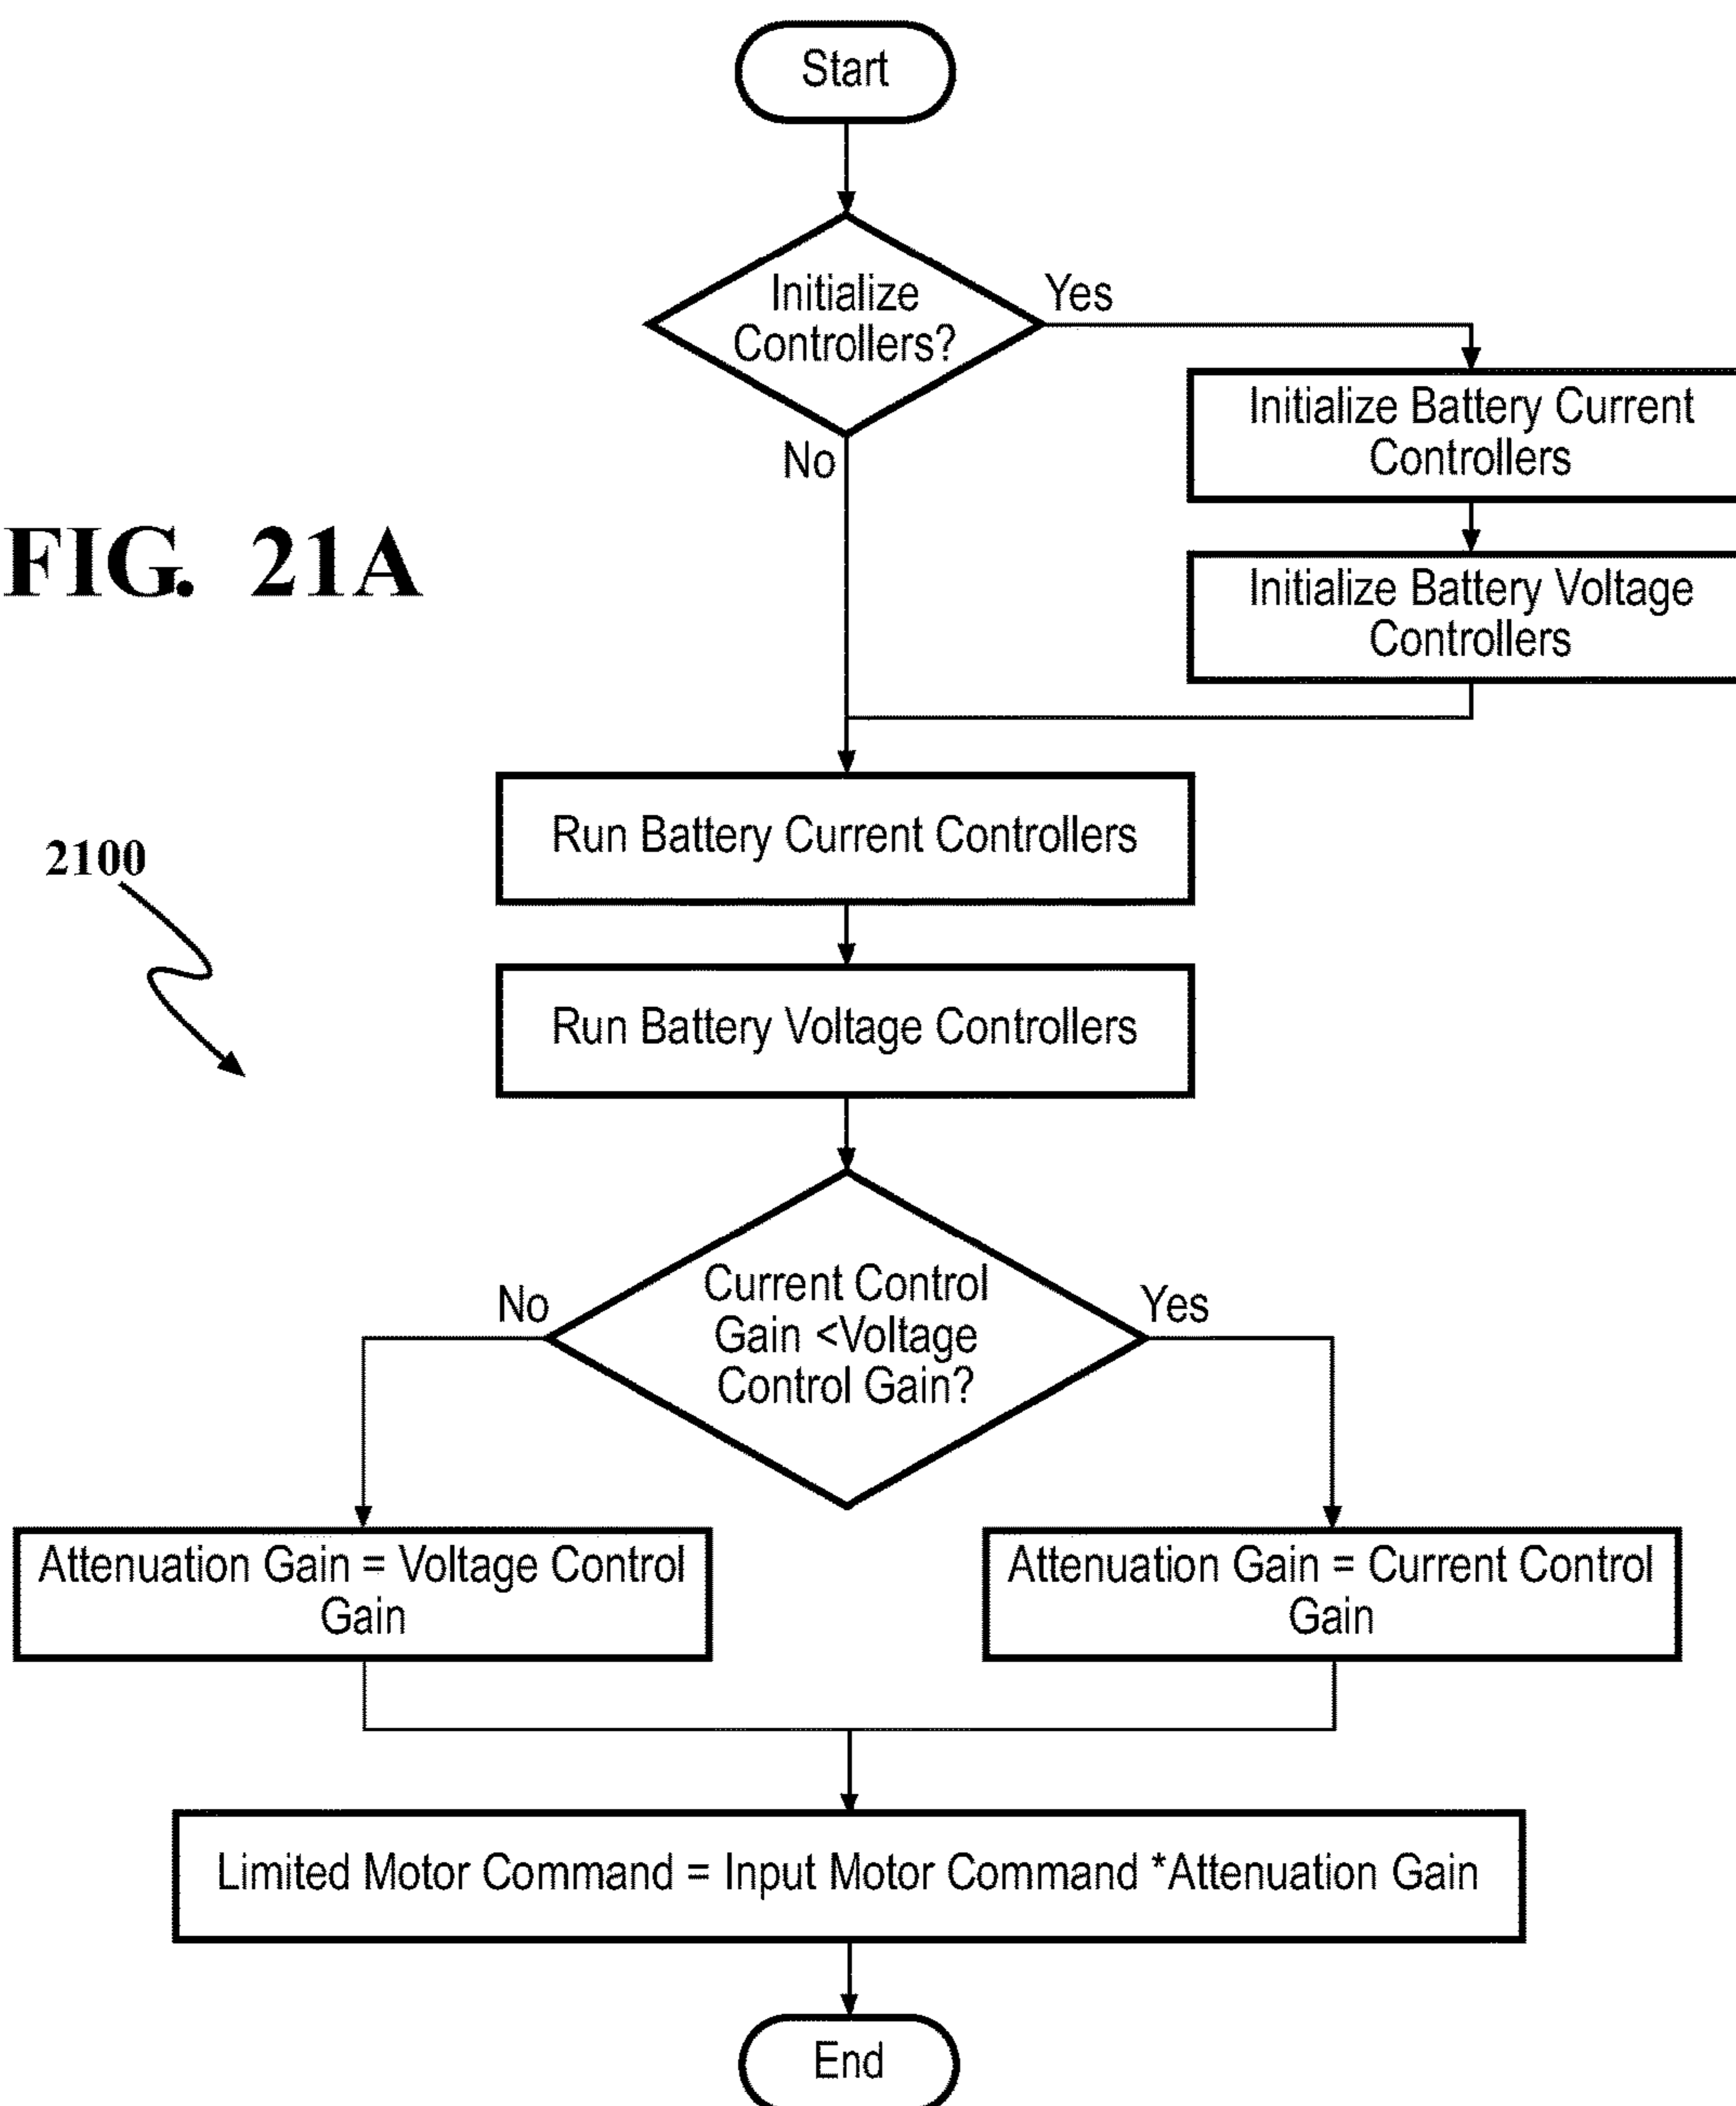 Start
Initialize
Controllers?
Yes
No
Initialize Battery Current
Controllers
Initialize Battery Voltage
Controllers
FIG. 21A
Run Battery Current Controllers
2100
Run Battery Voltage Controllers
Current Control
Gain <Voltage
Control Gain?
No
Yes
Attenuation Gain = Voltage Control
Gain
Attenuation Gain = Current Control
Gain
Limited Motor Command = Input Motor Command *Attenuation Gain
End